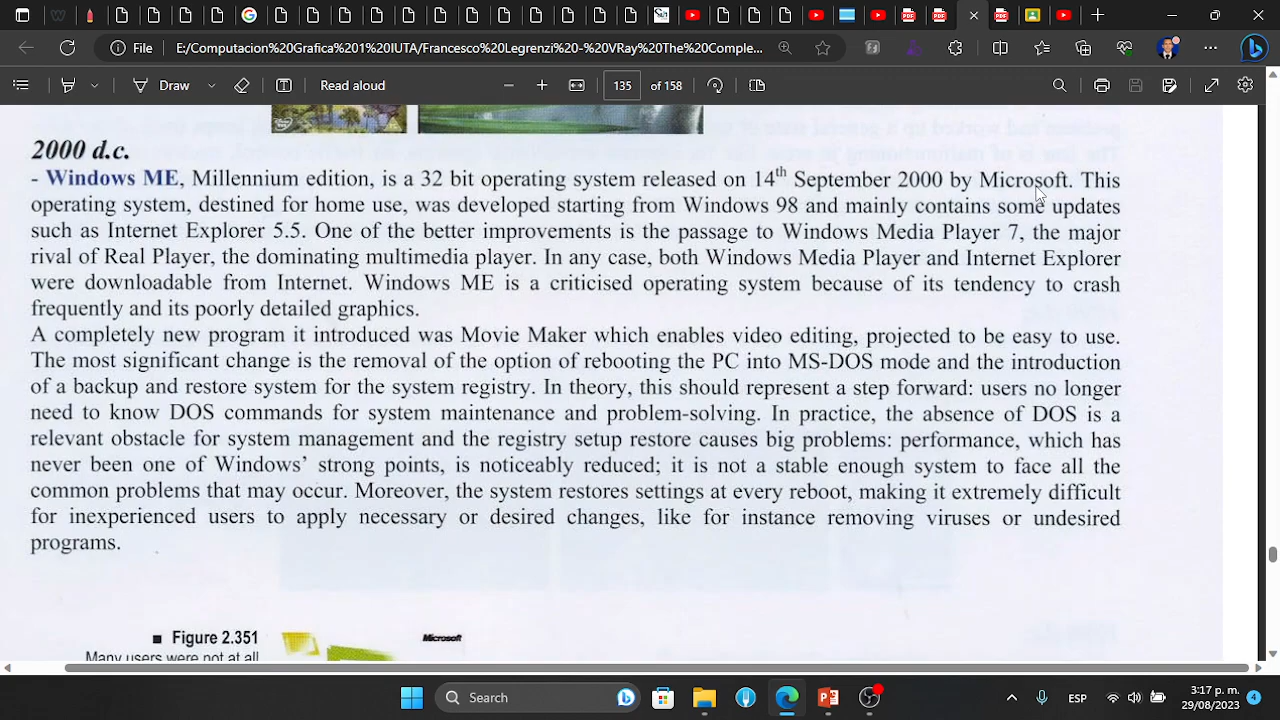 File
E:/Computacion%20Grafica%201%20IUTA/Francesco%20Legrenzi%20-%20VRay%20The%20Comple...
Draw
Read aloud
135 of 158
2000 d.c.
- Windows ME, Millennium edition, is a 32 bit operating system released on 14th September 2000 by Microsoft. This
operating system, destined for home use, was developed starting from Windows 98 and mainly contains some updates
such as Internet Explorer 5.5. One of the better improvements is the passage to Windows Media Player 7, the major
rival of Real Player, the dominating multimedia player. In any case, both Windows Media Player and Internet Explorer
were downloadable from Internet. Windows ME is a criticised operating system because of its tendency to crash
frequently and its poorly detailed graphics.
A completely new program it introduced was Movie Maker which enables video editing, projected to be easy to use.
The most significant change is the removal of the option of rebooting the PC into MS-DOS mode and the introduction
of a backup and restore system for the system registry. In theory, this should represent a step forward: users no longer
need to know DOS commands for system maintenance and problem-solving. In practice, the absence of DOS is a
relevant obstacle for system management and the registry setup restore causes big problems: performance, which has
never been one of Windows' strong points, is noticeably reduced; it is not a stable enough system to face all the
common problems that may occur. Moreover, the system restores settings at every reboot, making it extremely difficult
for inexperienced users to apply necessary or desired changes, like for instance removing viruses or undesired
programs.
■ Figure 2.351
Many users were not at all
Microsoft
Search
ESP
3:17 p. m.
29/08/2023
4